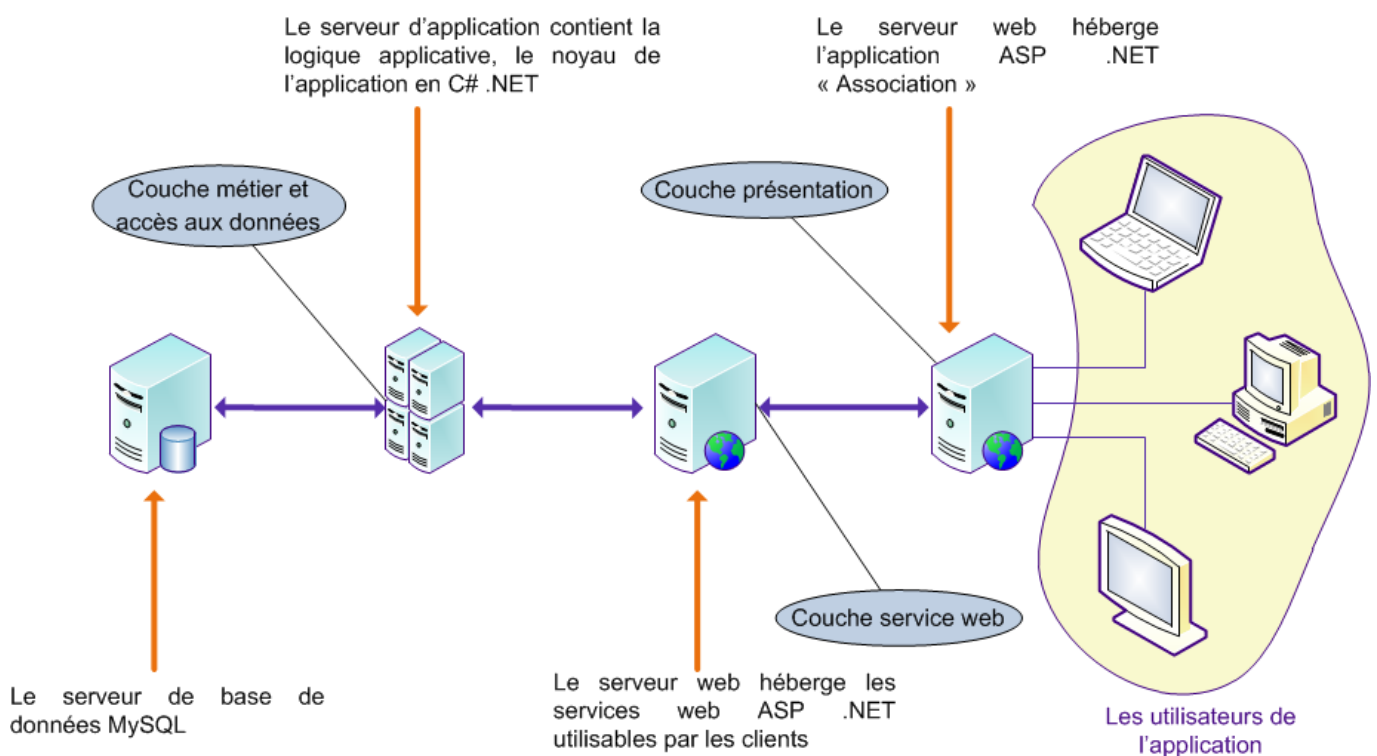 Le serveur d'application contient la
logique applicative, le noyau de
l'application en C# .NET
Le serveur web héberge
l'application ASP .NET
« Association »
Couche métier et
accès aux données
Couche présentation
Couche service web
Le serveur de base de
données MySQL
Le serveur web héberge les
services web ASP .NET
utilisables par les clients
Les utilisateurs de
l'application